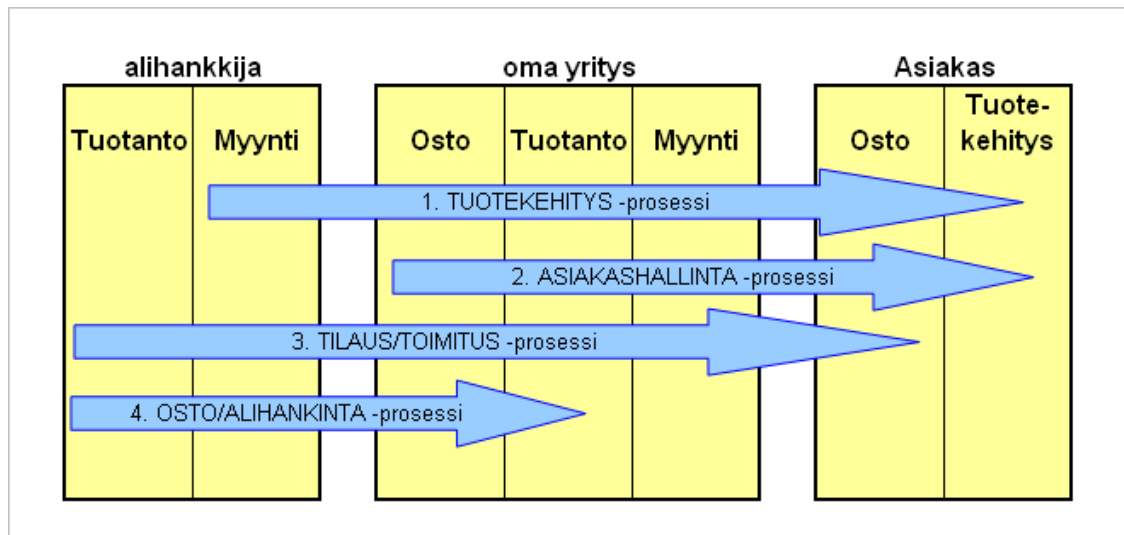 alihankkija oma yritys Asiakas
Tuotanto Myynti Osto Tuotanto Myynti Osto Tuote-
kehitys
1. TUOTEKEHITYS -prosessi
2. ASIAKASHALLINTA -prosessi
3. TILAUS/TOIMITUS -prosessi
4. OSTO/ALIHANKINTA -prosessi